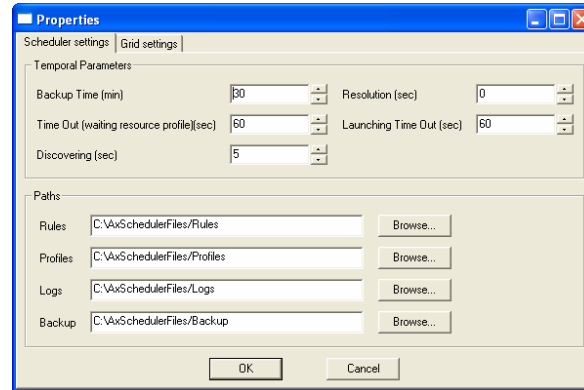 Properties
Scheduler settings Grid settings
Temporal Parameters
Backup Time (min) 30 Resolution (sec) 0
Time Out (waiting resource profile)(sec) 60 Launching Time Out (sec) 60
Discovering (sec) 5
Paths
Rules C:\AxSchedulerFiles/Rules Browse...
Profiles C:\AxSchedulerFiles/Profiles Browse...
Logs C:\AxSchedulerFiles/Logs Browse...
Backup C:\AxSchedulerFiles/Backup Browse...
OK Cancel